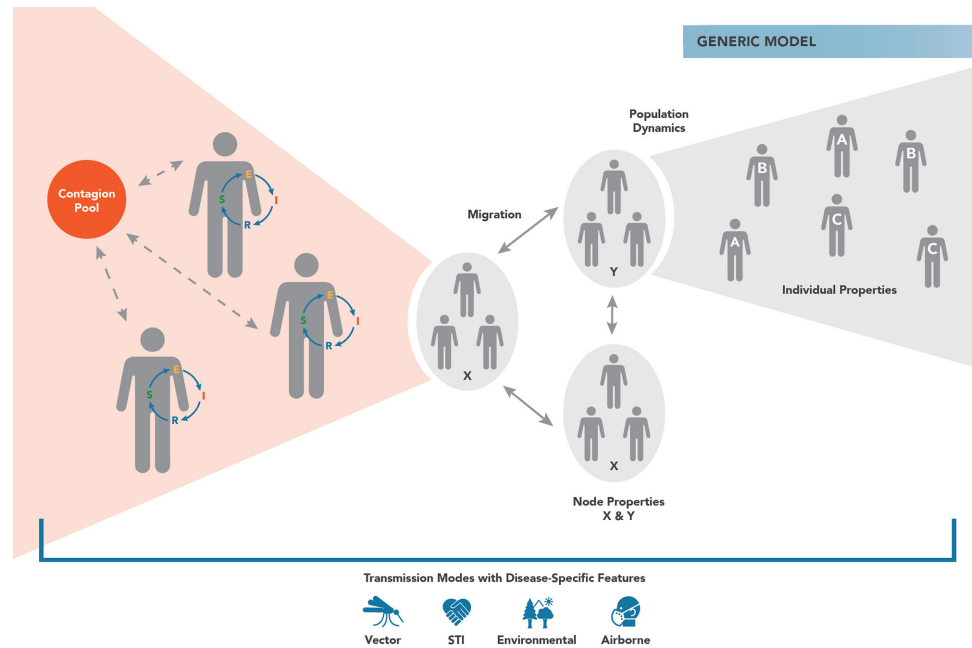 GENERIC MODEL
Population
Dynamics
Contagion
Pool
Migration
S
E
I
R
S
E
I
R
S
E
I
R
X
Y
X
B
A
B
A
C
C
Individual Properties
Node Properties
X & Y
Transmission Modes with Disease-Specific Features
Vector
STI
Environmental
Airborne